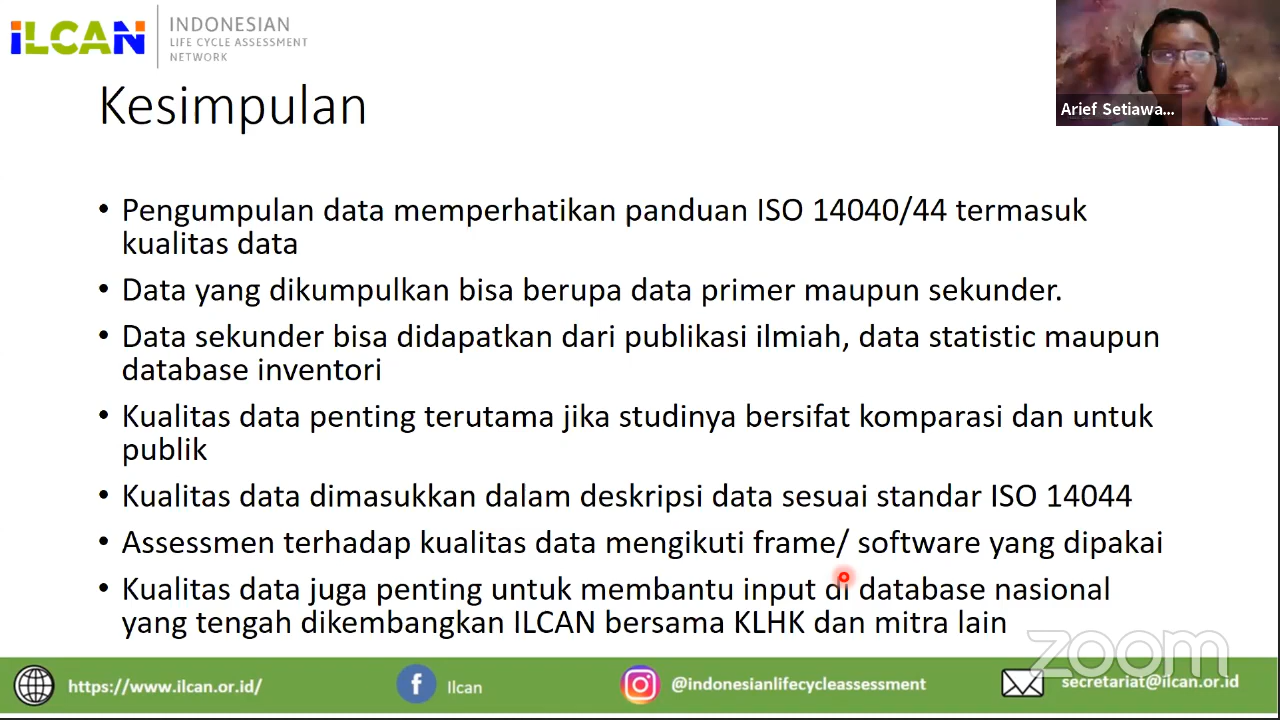 iLCAN
INDONESIAN
LIFE CYCLE ASSESSMENT
NETWORK
Arief Setiawa...
Kesimpulan
• Pengumpulan data memperhatikan panduan ISO 14040/44 termasuk
kualitas data
• Data yang dikumpulkan bisa berupa data primer maupun sekunder.
• Data sekunder bisa didapatkan dari publikasi ilmiah, data statistic maupun
database inventori
• Kualitas data penting terutama jika studinya bersifat komparasi dan untuk
publik
• Kualitas data dimasukkan dalam deskripsi data sesuai standar ISO 14044
• Assessmen terhadap kualitas data mengikuti frame/ software yang dipakai
• Kualitas data juga penting untuk membantu input di database nasional
yang tengah dikembangkan ILCAN bersama KLHK dan mitra lain
zoom
https://www.ilcan.or.id/
Ilcan
@indonesianlifecycleassessment
secretariat@ilcan.or.id